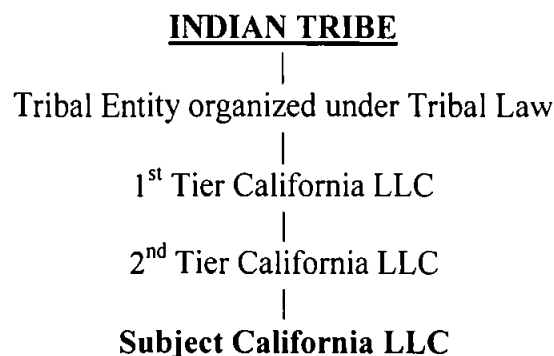 INDIAN TRIBE
Tribal Entity organized under Tribal Law
1st Tier California LLC
2nd Tier California LLC
Subject California LLC